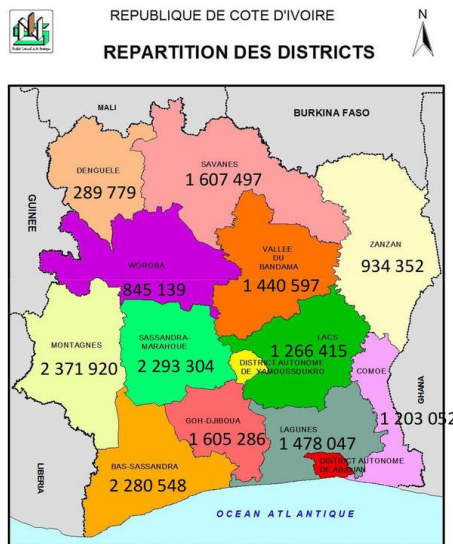 REPUBLIQUE DE COTE D'IVOIRE
N
REPARTITION DES DISTRICTS
MALI
BURKINA FASO
DENGUELE
289 779
SAVANES
1 607 497
GUINEE
ZANZAN
934 352
WOROBA
845 139
VALLEE
DU
BANDAMA
1 440 597
MONTAGNES
2 371 920
SASSANDRA-
MARAHOUE
2 293 304
LACS
1 266 415
DISTRICT AUTONOME
DE YAMOUSSOUKRO
COMOE
1 203 052
GHANA
GOH-DJIBOUA
1 605 286
LAGUNES
1 478 047
DISTRICT AUTONOME
DE ABIDJAN
BAS-SASSANDRA
2 280 548
LIBERIA
OCEAN ATLANTIQUE